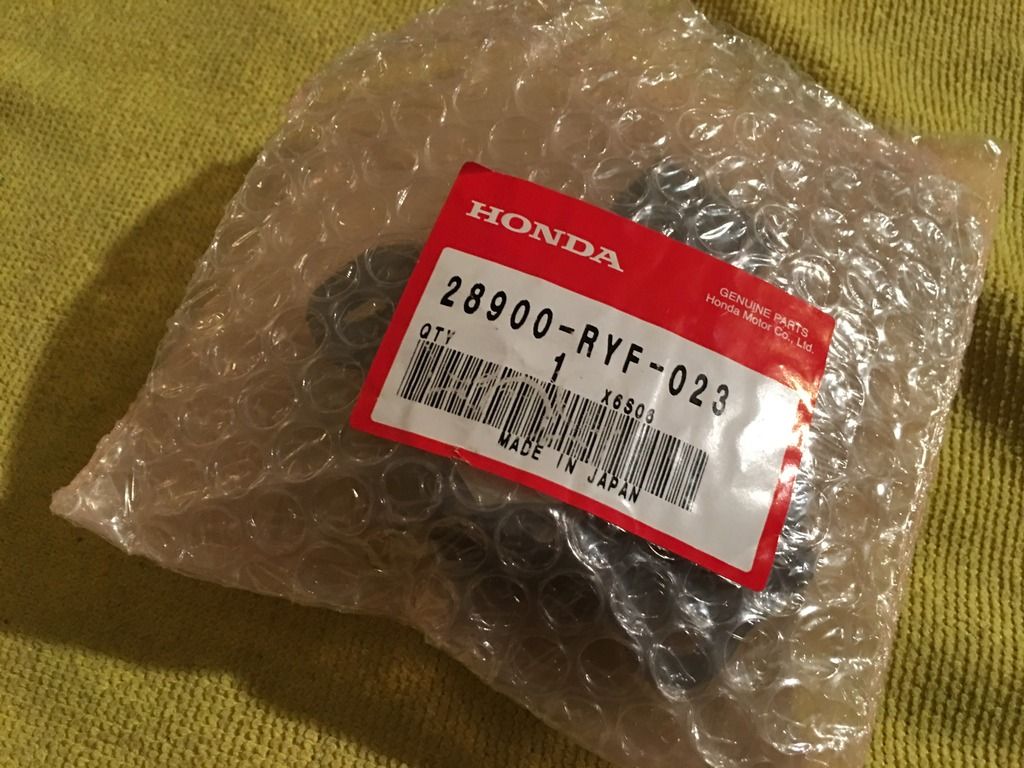 HONDA
GENUINE PARTS
Honda Motor Co., Ltd.
28900-RYF-023
QTY 1 X6S06
MADE IN JAPAN